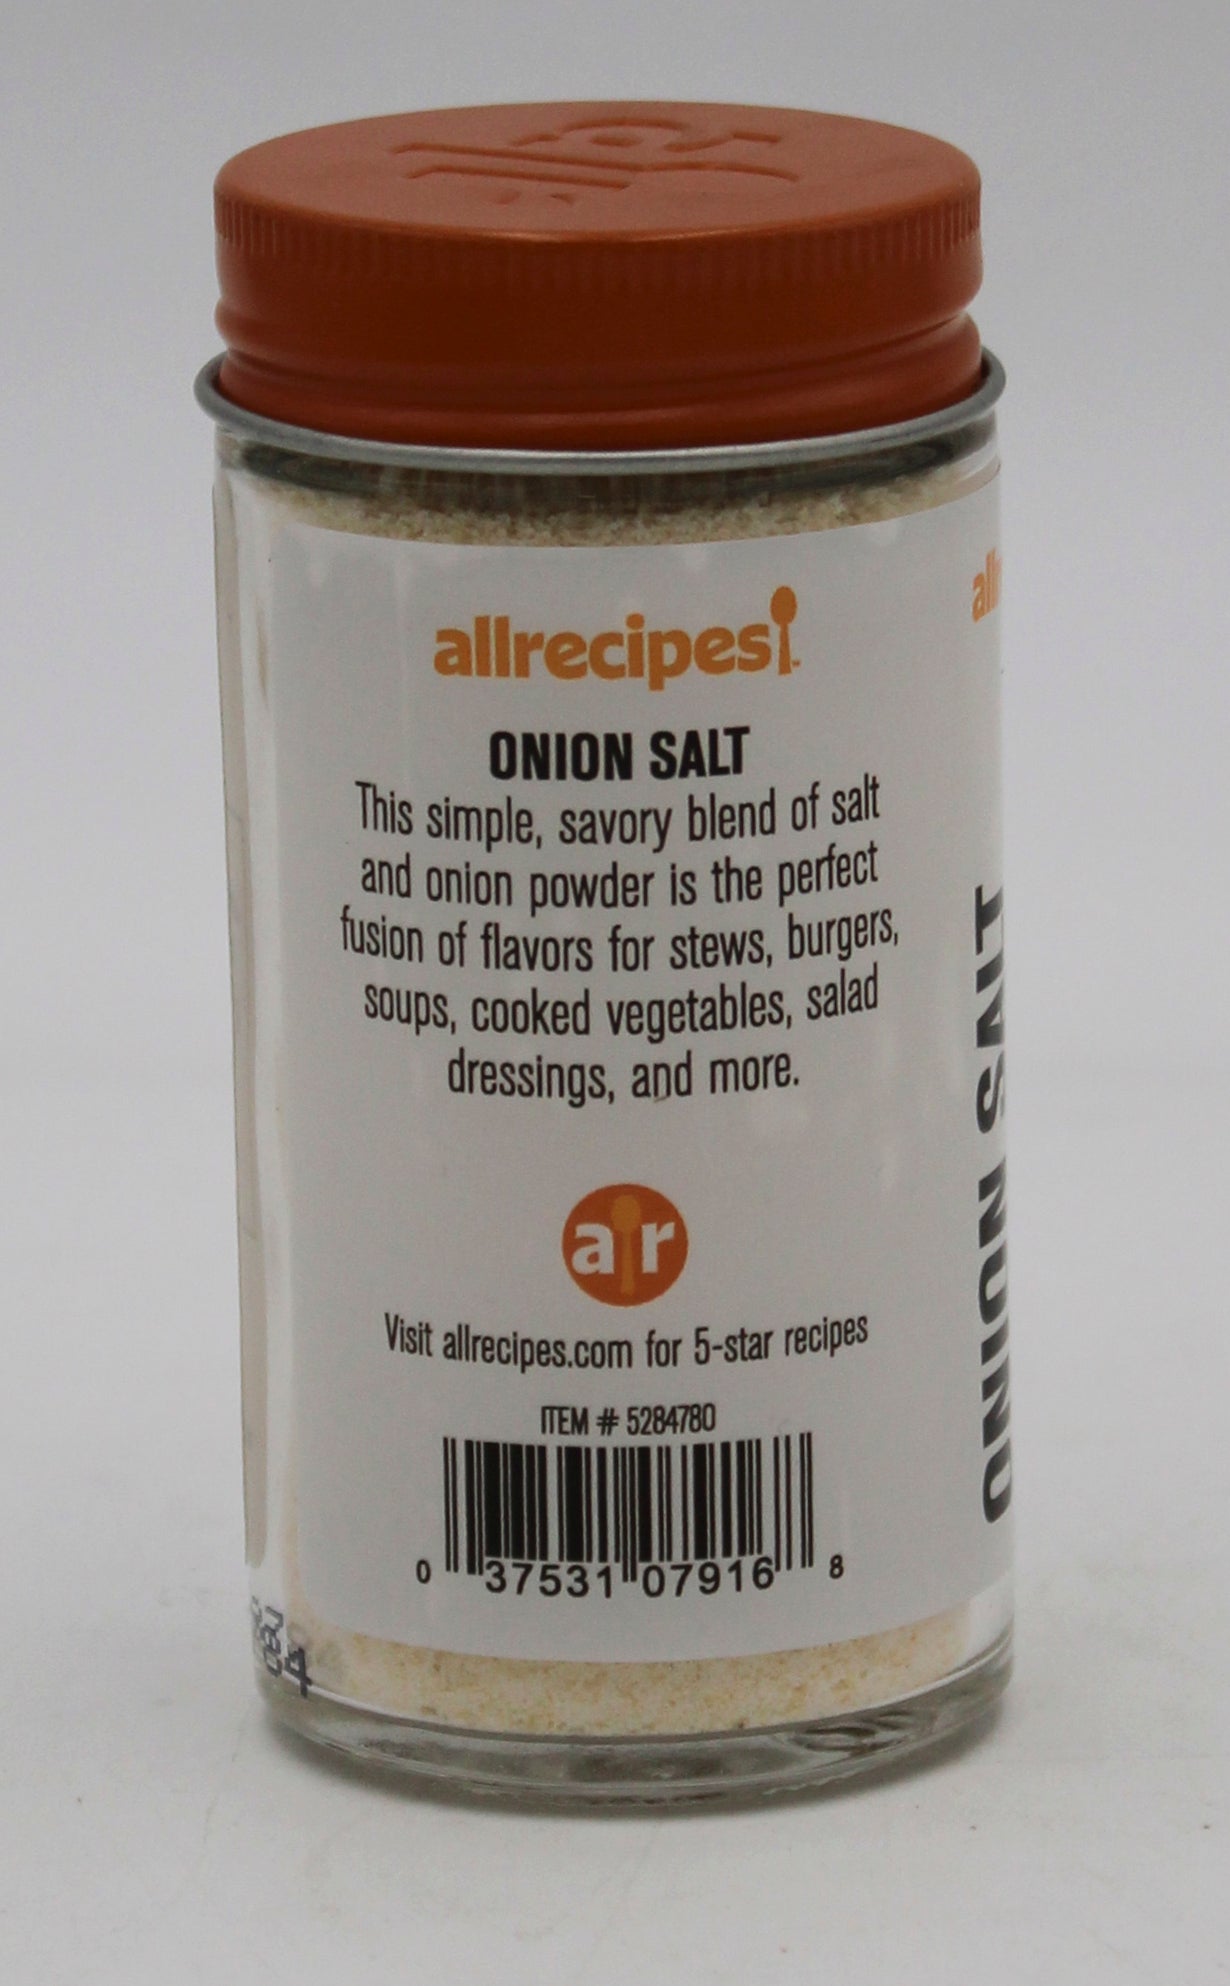 allrecipes
ONION SALT
This simple, savory blend of salt
and onion powder is the perfect
fusion of flavors for stews, burgers,
soups, cooked vegetables, salad
dressings, and more.
a r
Visit allrecipes.com for 5-star recipes
ITEM # 5284780
0 37531 07916 8
all
ONION SALT